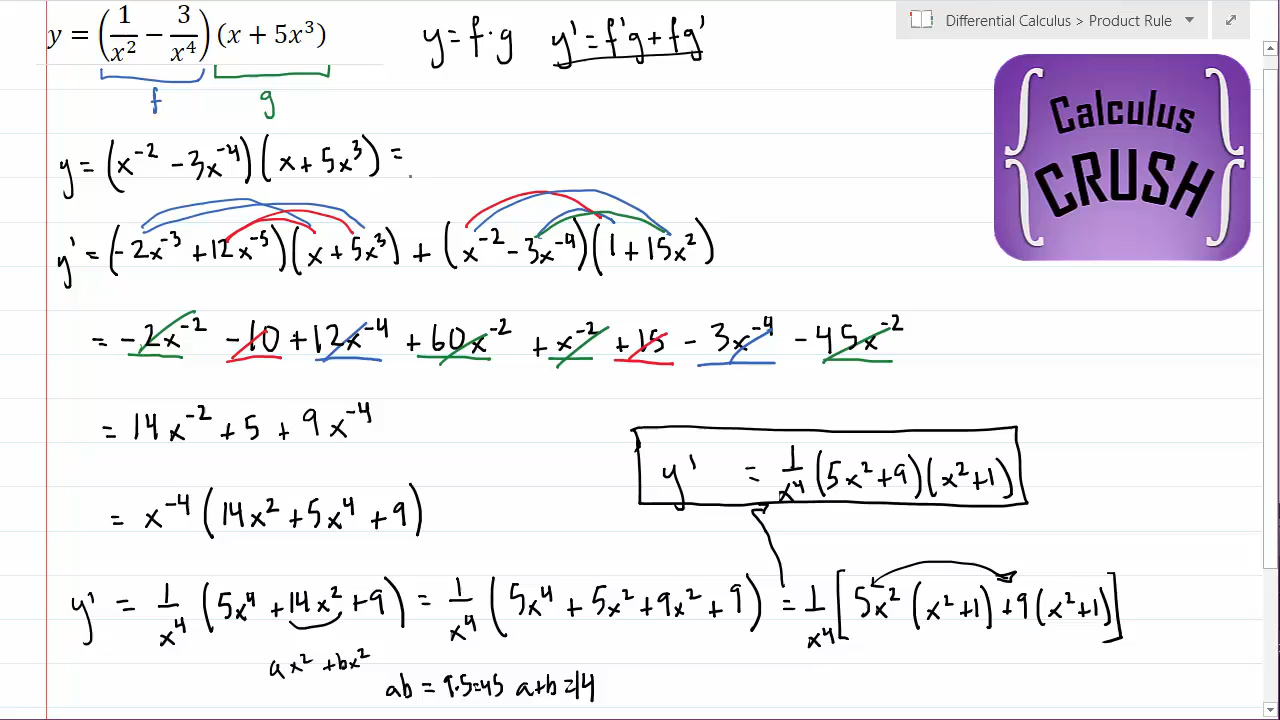 Differential Calculus > Product Rule
y = (1/x² − 3/x⁴)(x + 5x³)    y = f·g    y' = f'g + fg'
f    g
Calculus
CRUSH
y = (x⁻² − 3x⁻⁴)(x + 5x³) =
y' = (−2x⁻³ + 12x⁻⁵)(x + 5x³) + (x⁻² − 3x⁻⁴)(1 + 15x²)
= −2x⁻² − 10 + 12x⁻⁴ + 60x⁻² + x⁻² + 15 − 3x⁻⁴ − 45x⁻²
= 14x⁻² + 5 + 9x⁻⁴
y' = 1/x⁴ (5x² + 9)(x² + 1)
= x⁻⁴ (14x² + 5x⁴ + 9)
y' = 1/x⁴ (5x⁴ + 14x² + 9) = 1/x⁴ (5x⁴ + 5x² + 9x² + 9) = 1/x⁴ [5x² (x² + 1) + 9(x² + 1)]
ax² + bx²
ab = 9·5 = 45  a + b = 14